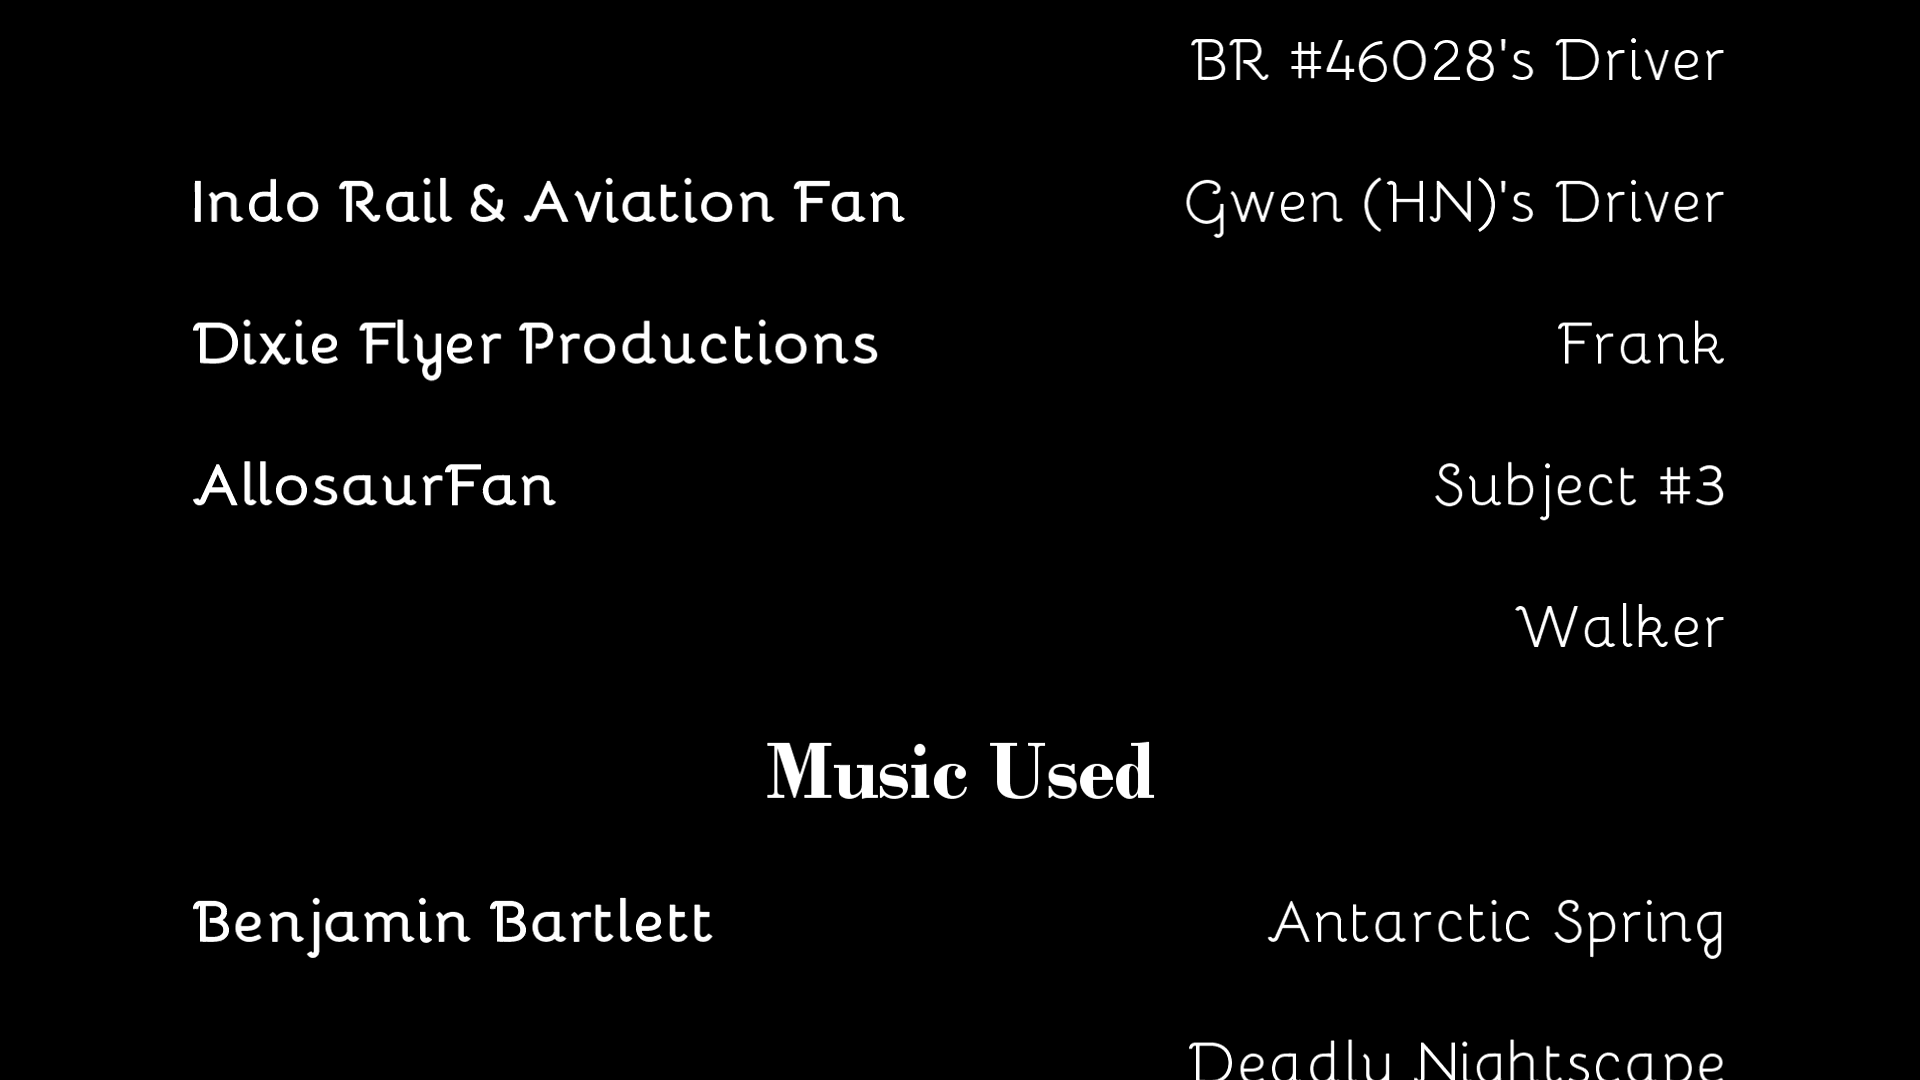 BR #46028's Driver
Indo Rail & Aviation Fan Gwen (HN)'s Driver
Dixie Flyer Productions Frank
AllosaurFan Subject #3
Walker
Music Used
Benjamin Bartlett Antarctic Spring
Deadly Nightscape